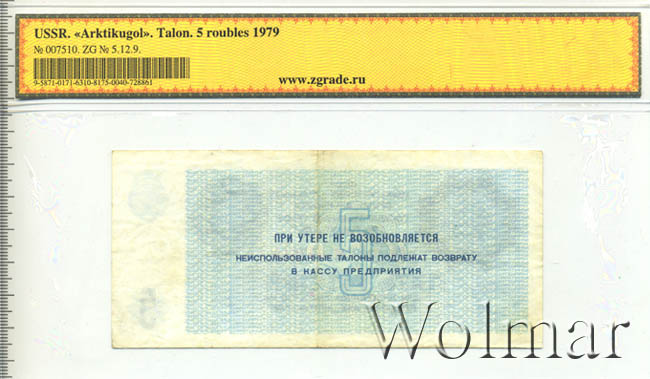 USSR. «Arktikugol». Talon. 5 roubles 1979
№ 007510. ZG № 5.12.9.
9-5871-0171-6310-8175-0040-728861
www.zgrade.ru
5
ПРИ УТЕРЕ НЕ ВОЗОБНОВЛЯЕТСЯ
НЕИСПОЛЬЗОВАННЫЕ ТАЛОНЫ ПОДЛЕЖАТ ВОЗВРАТУ
В КАССУ ПРЕДПРИЯТИЯ
5
Wolmar